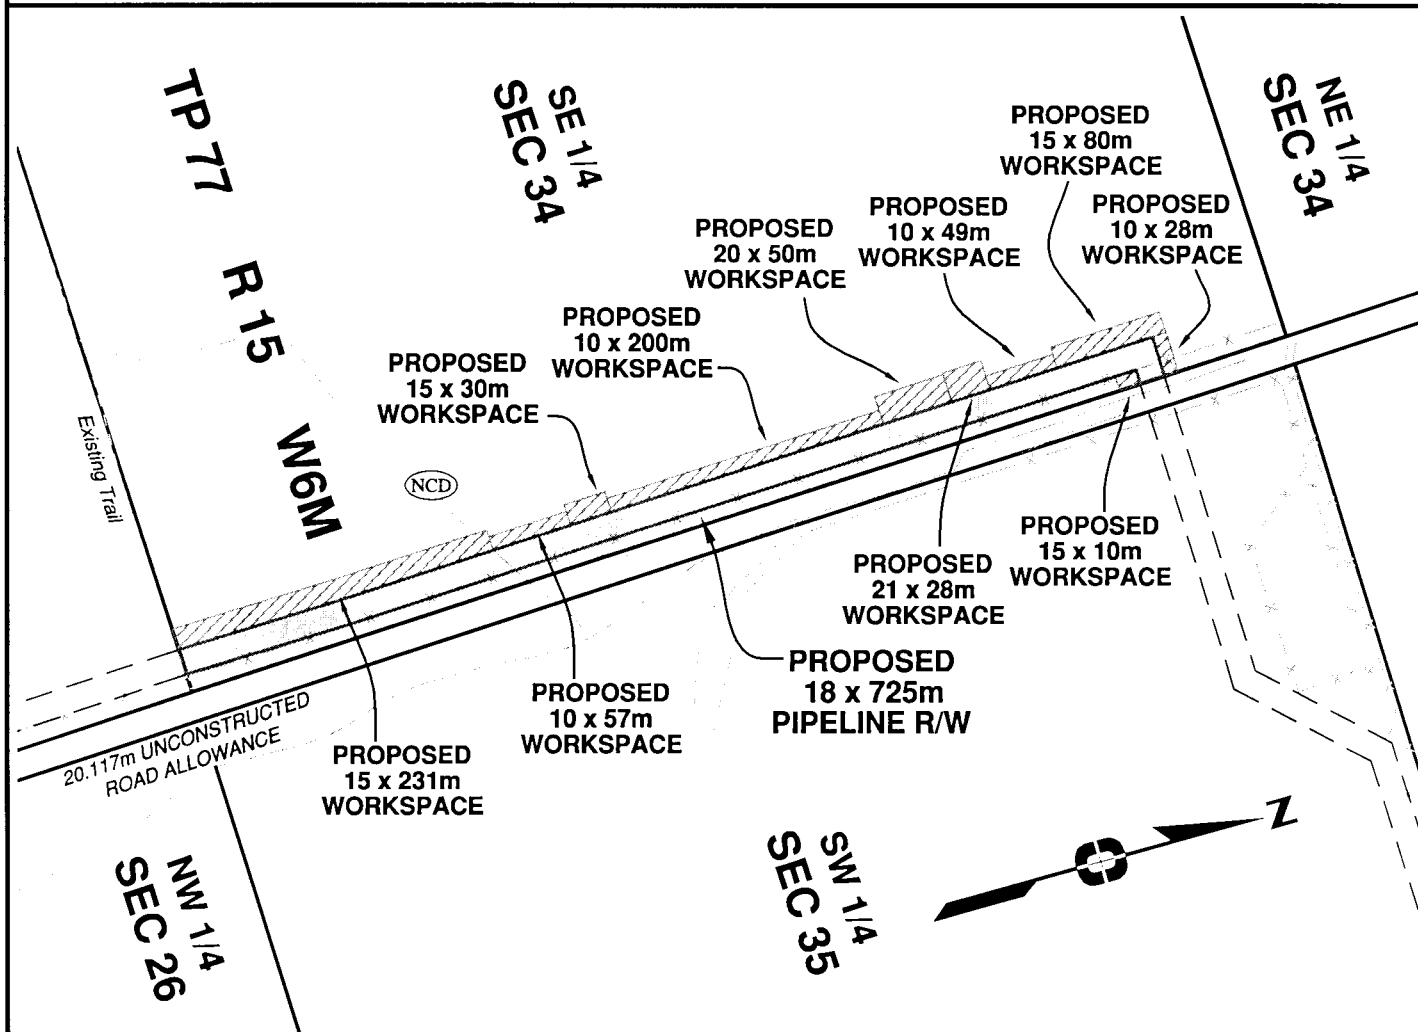 TP 77
R 15
W6M
SE 1/4
SEC 34
NE 1/4
SEC 34
PROPOSED
15 x 80m
WORKSPACE
PROPOSED
10 x 28m
WORKSPACE
PROPOSED
10 x 49m
WORKSPACE
PROPOSED
20 x 50m
WORKSPACE
PROPOSED
10 x 200m
WORKSPACE
PROPOSED
15 x 30m
WORKSPACE
Existing Trail
NCD
PROPOSED
15 x 10m
WORKSPACE
PROPOSED
21 x 28m
WORKSPACE
PROPOSED
18 x 725m
PIPELINE R/W
PROPOSED
10 x 57m
WORKSPACE
PROPOSED
15 x 231m
WORKSPACE
20.117m UNCONSTRUCTED
ROAD ALLOWANCE
NW 1/4
SEC 26
SW 1/4
SEC 35
Z